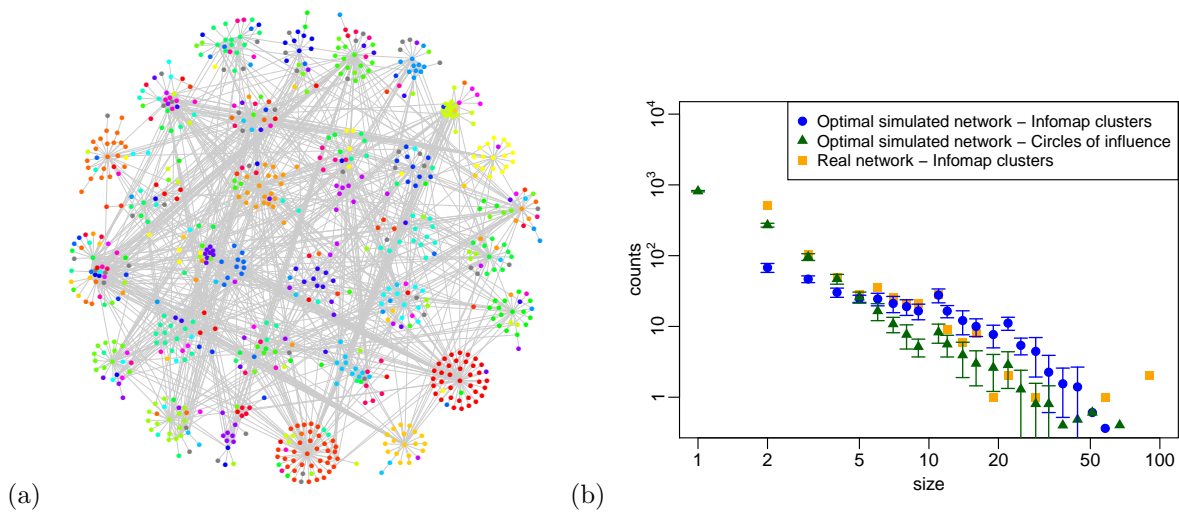 (a)
(b)
Optimal simulated network − Infomap clusters
Optimal simulated network − Circles of influence
Real network − Infomap clusters
counts
10^4
10^3
10^2
10
1
1 2 5 10 20 50 100
size